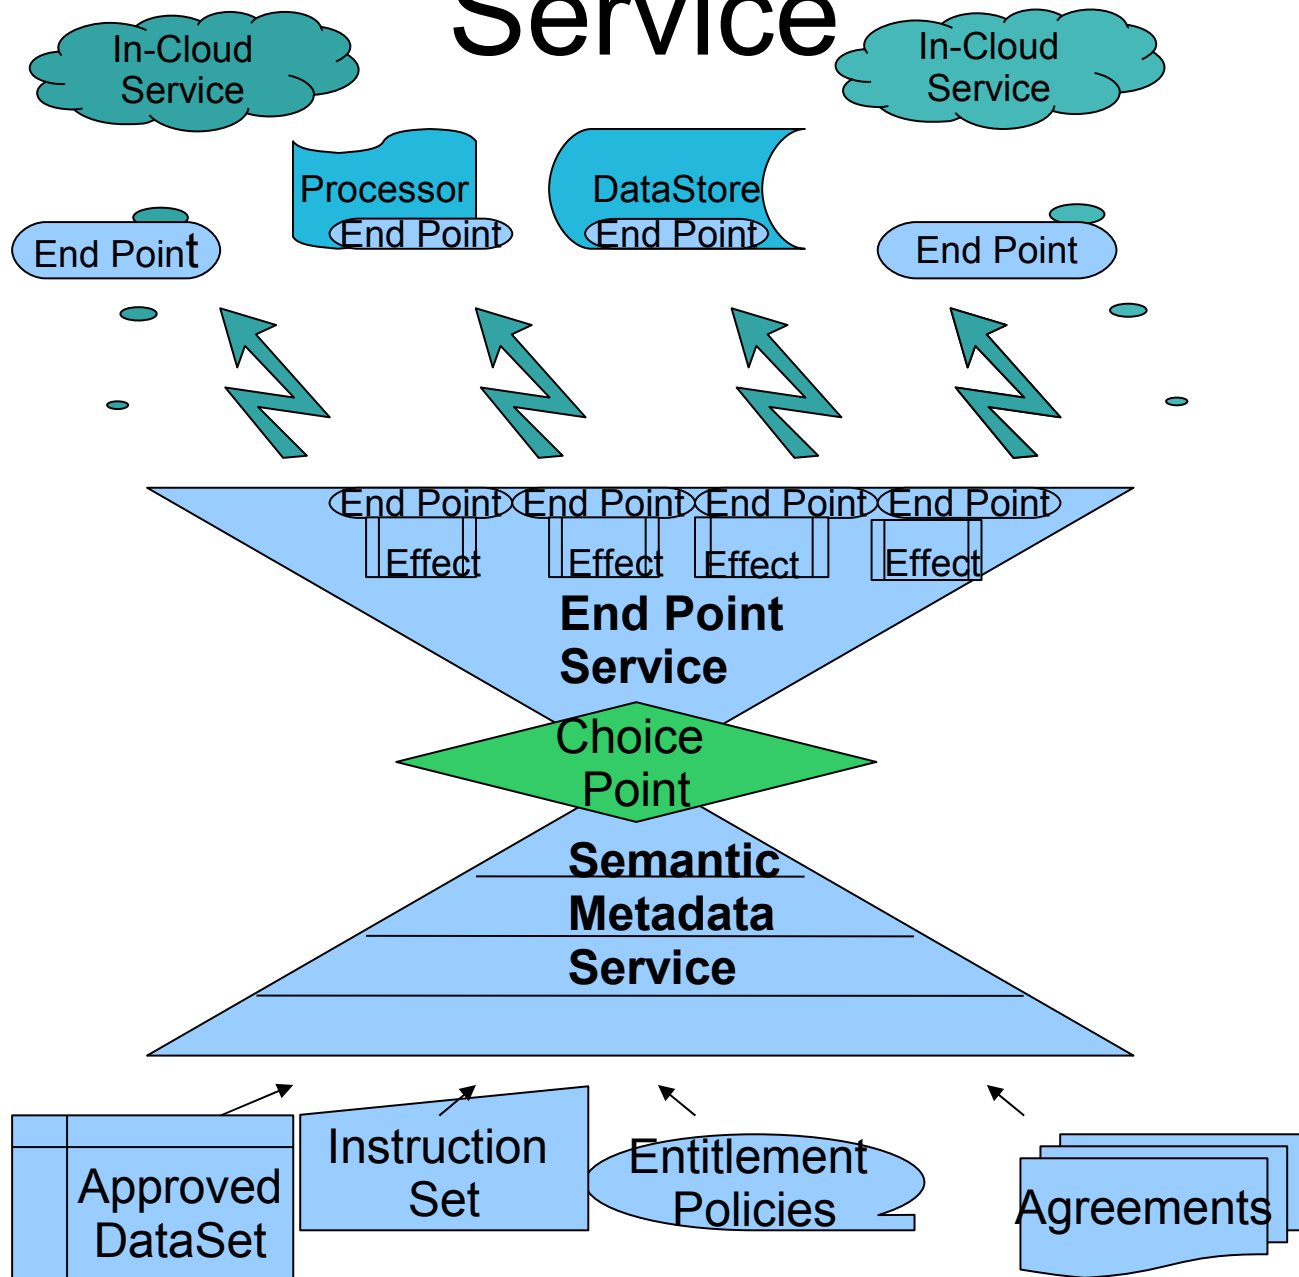 Service
In-Cloud
Service
In-Cloud
Service
Processor
End Point
DataStore
End Point
End Point
End Point
End Point
End Point
End Point
End Point
Effect
Effect
Effect
Effect
End Point
Service
Choice
Point
Semantic
Metadata
Service
Approved
DataSet
Instruction
Set
Entitlement
Policies
Agreements